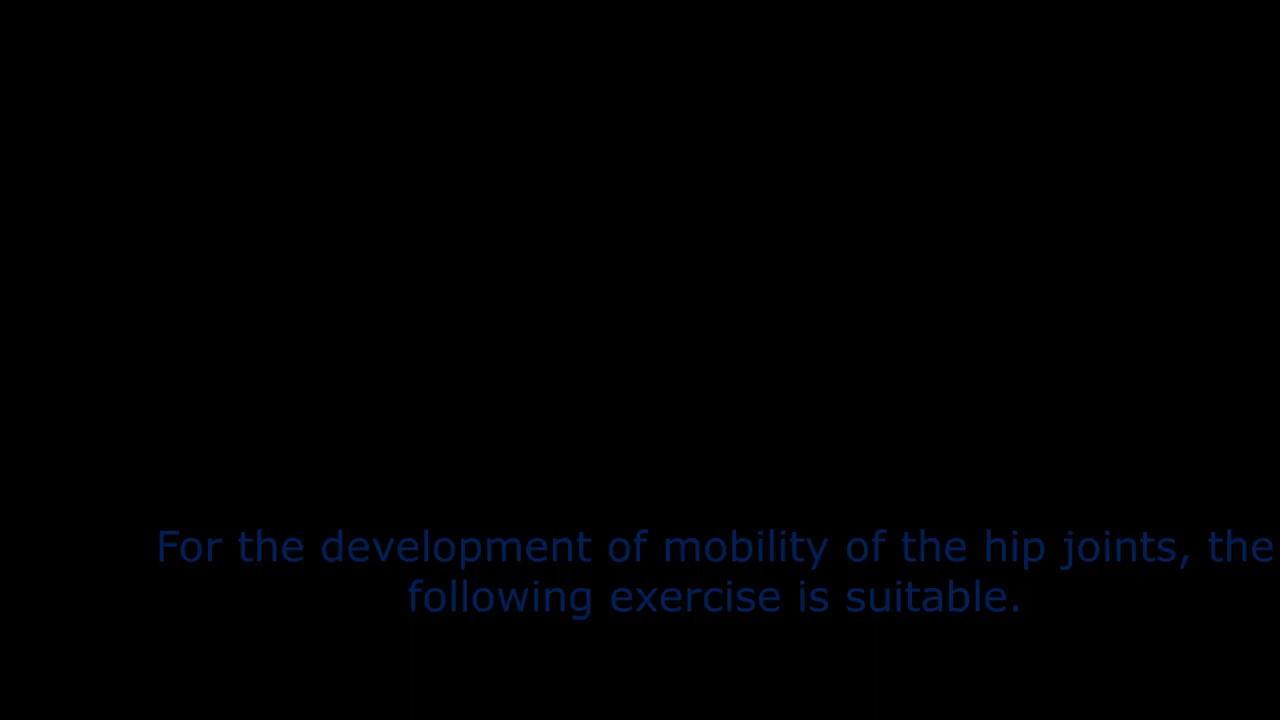 For the development of mobility of the hip joints, the
following exercise is suitable.